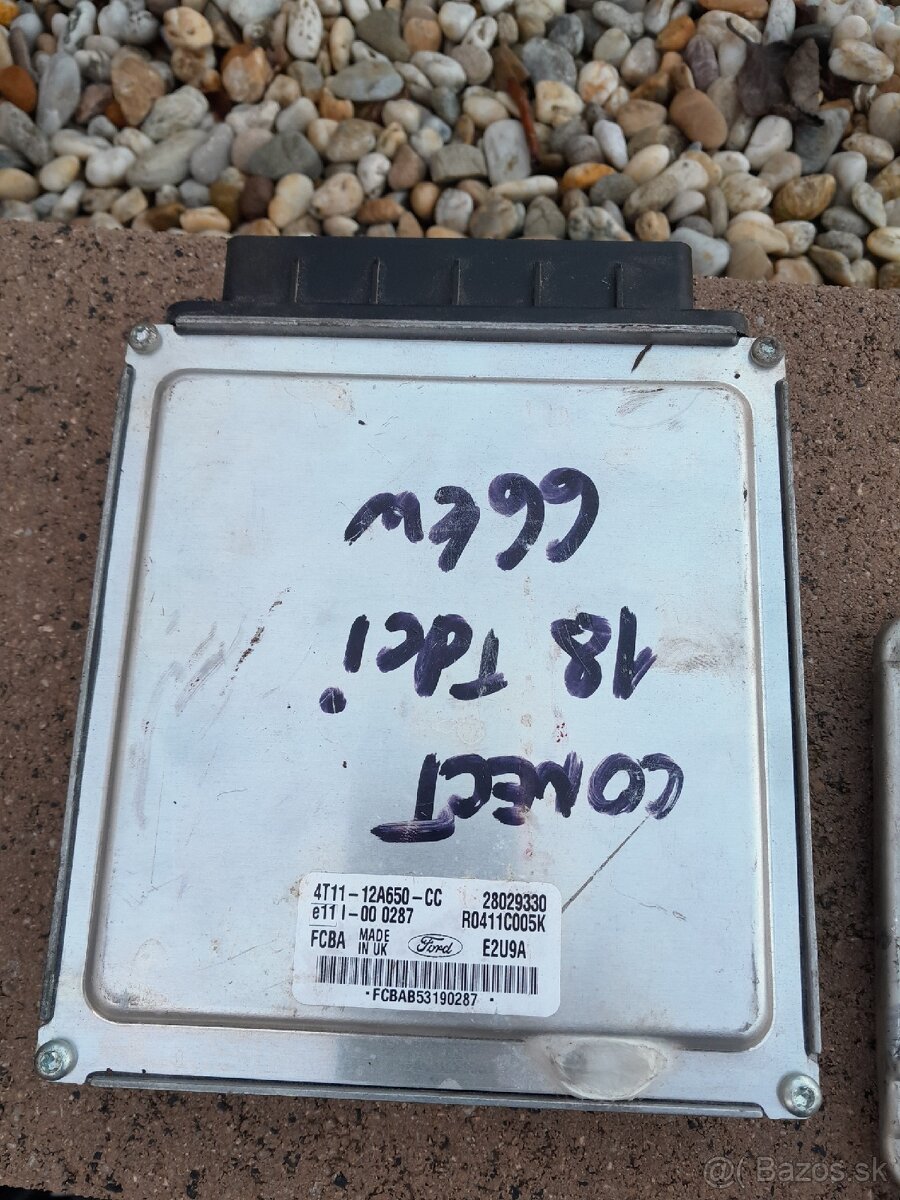 CONECT
18 Tdci
66kw
4T11-12A650-CC 28029330
e11 I-00 0287 R0411C005K
FCBA MADE IN UK Ford E2U9A
-FCBAB53190287 -
@( Bazos.sk